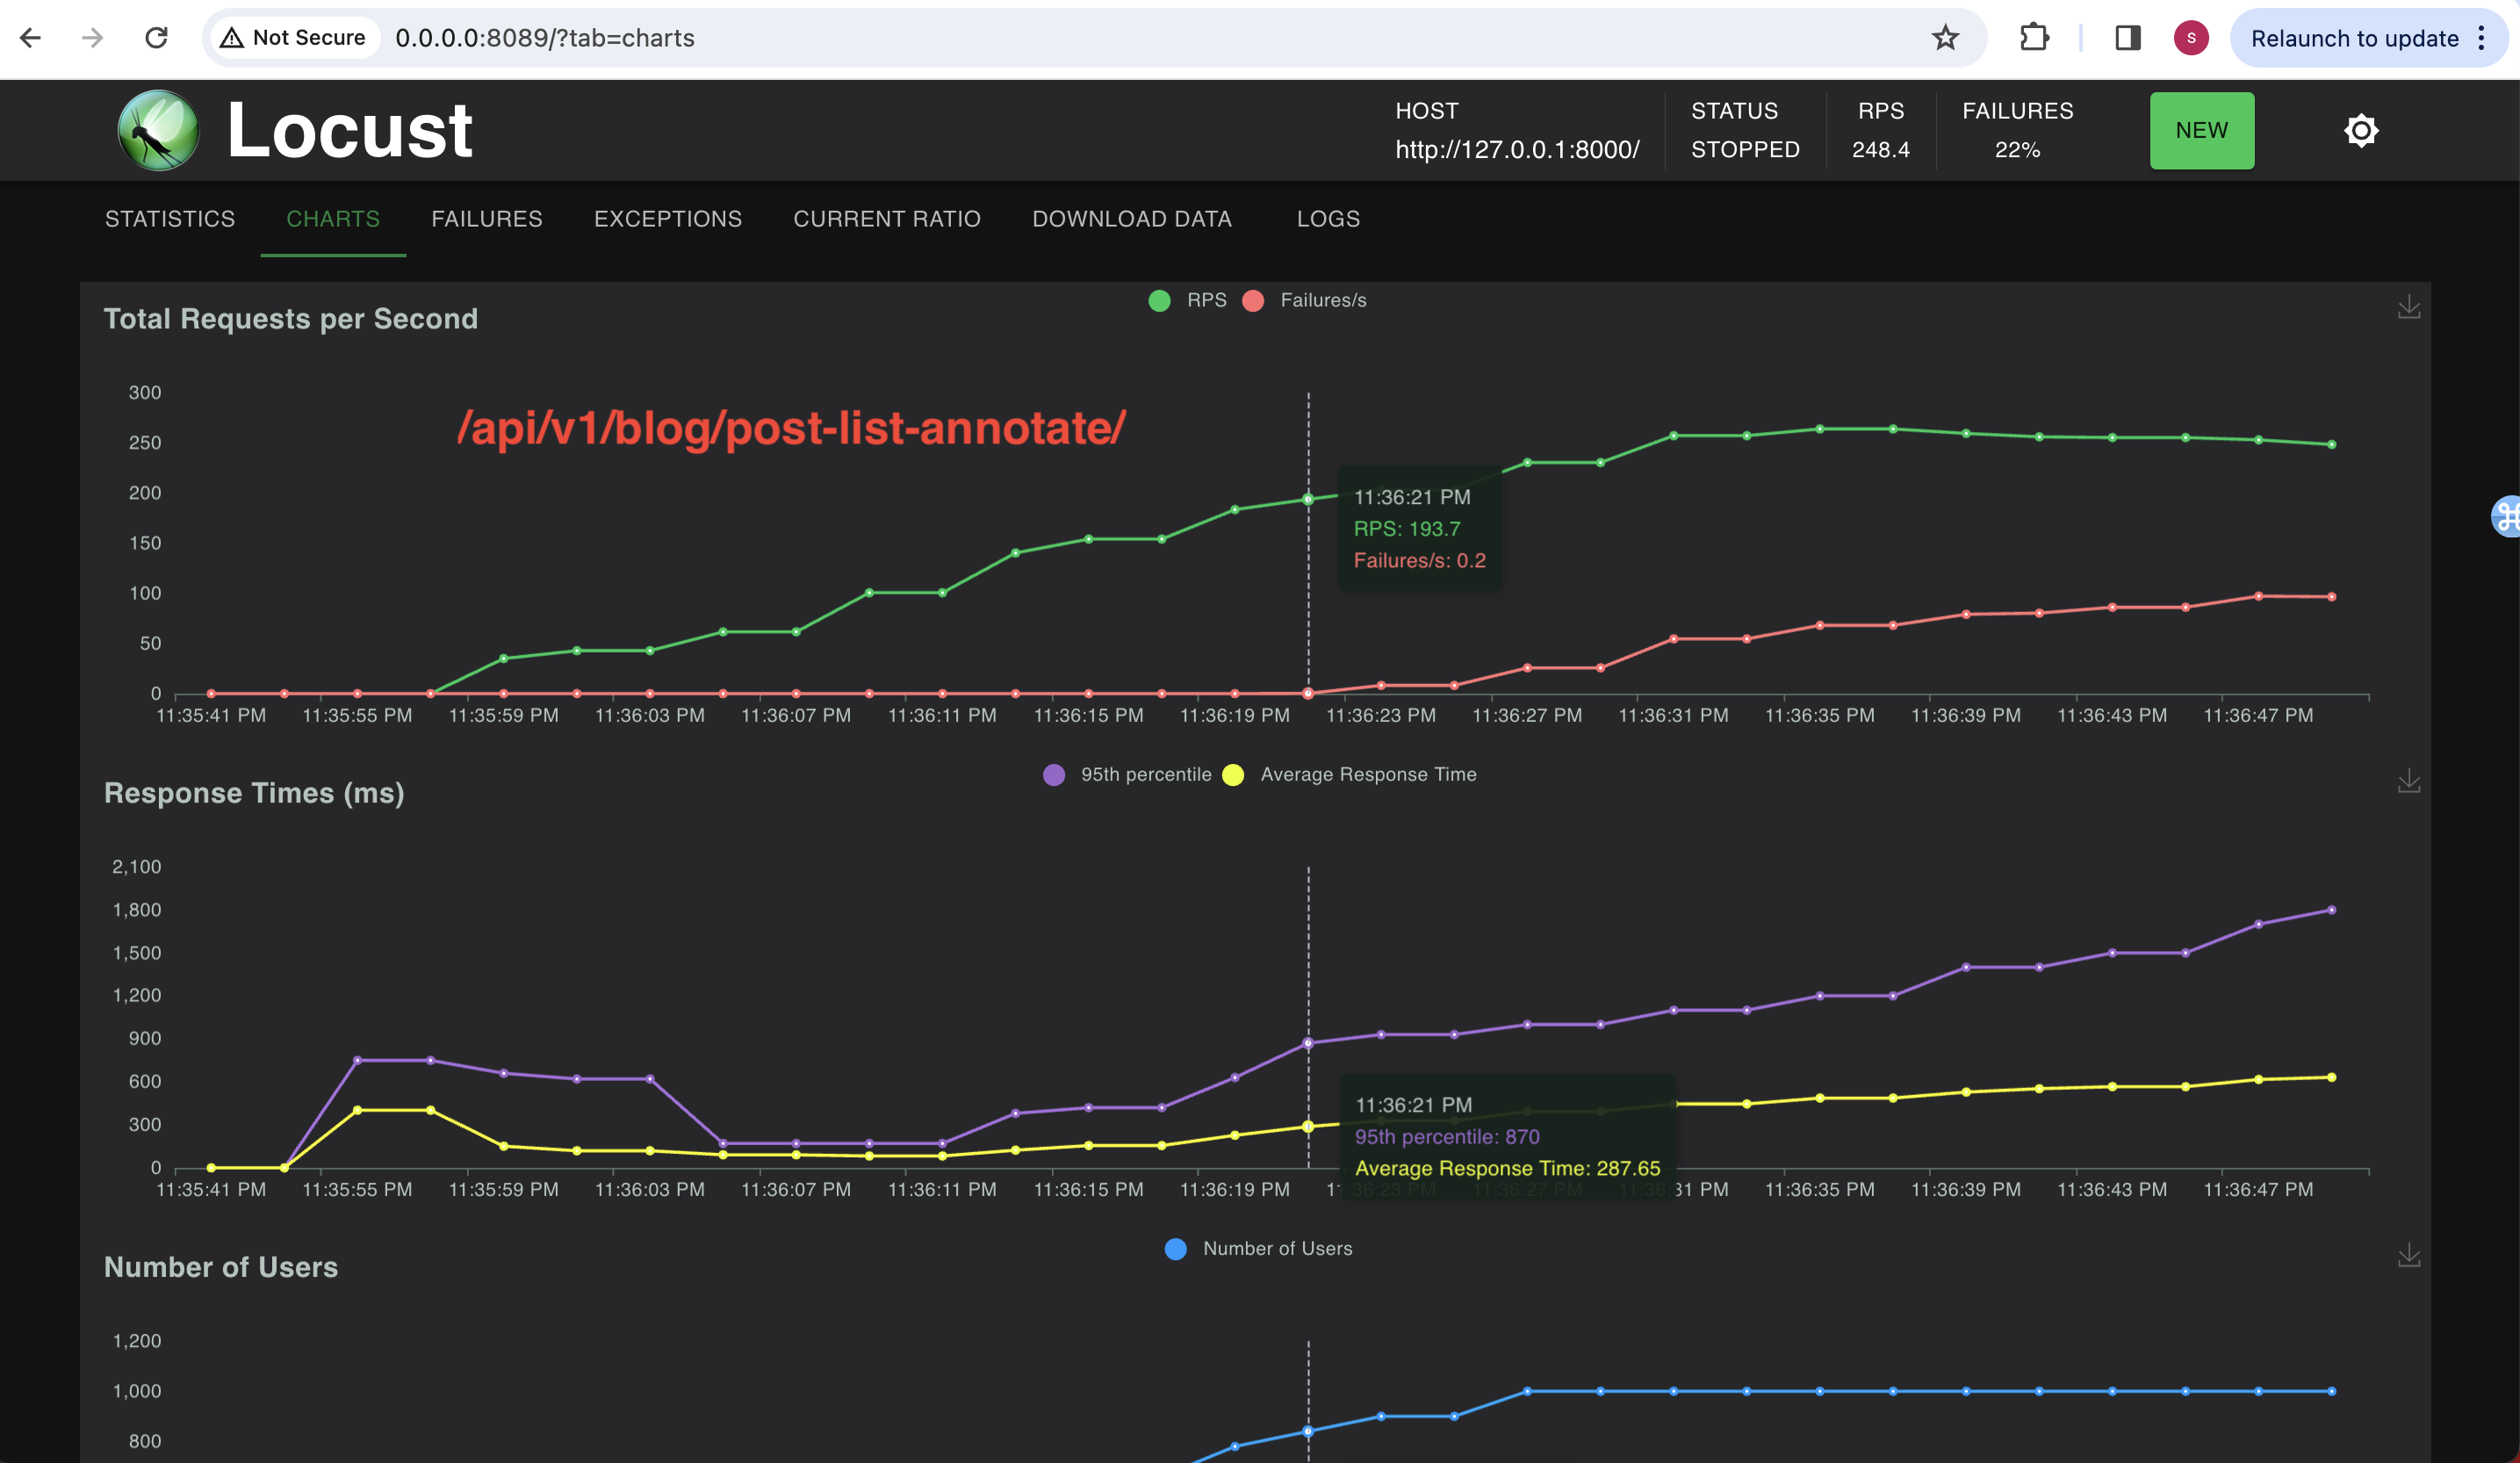 Not Secure 0.0.0.0:8089/?tab=charts S Relaunch to update
Locust
HOST
http://127.0.0.1:8000/
STATUS
STOPPED
RPS
248.4
FAILURES
22%
NEW
STATISTICS CHARTS FAILURES EXCEPTIONS CURRENT RATIO DOWNLOAD DATA LOGS
Total Requests per Second
RPS Failures/s
/api/v1/blog/post-list-annotate/
300
250
200
150
100
50
0
11:36:21 PM
RPS: 193.7
Failures/s: 0.2
11:35:41 PM 11:35:55 PM 11:35:59 PM 11:36:03 PM 11:36:07 PM 11:36:11 PM 11:36:15 PM 11:36:19 PM 11:36:23 PM 11:36:27 PM 11:36:31 PM 11:36:35 PM 11:36:39 PM 11:36:43 PM 11:36:47 PM
Response Times (ms)
95th percentile Average Response Time
2,100
1,800
1,500
1,200
900
600
300
0
11:36:21 PM
95th percentile: 870
Average Response Time: 287.65
11:35:41 PM 11:35:55 PM 11:35:59 PM 11:36:03 PM 11:36:07 PM 11:36:11 PM 11:36:15 PM 11:36:19 PM 11:36:23 PM 11:36:27 PM 11:36:31 PM 11:36:35 PM 11:36:39 PM 11:36:43 PM 11:36:47 PM
Number of Users
Number of Users
1,200
1,000
800